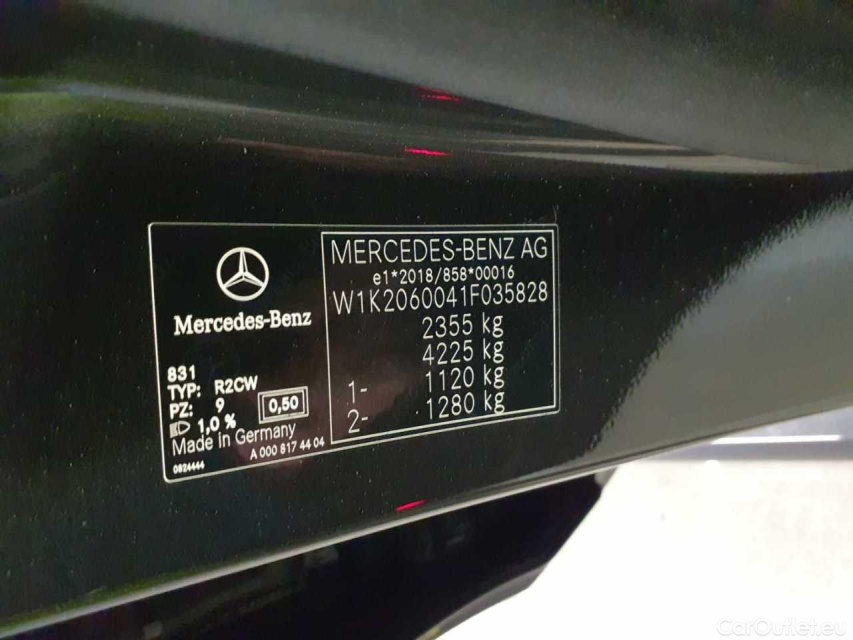 Mercedes-Benz
831
TYP: R2CW
PZ: 9
0,50
1,0 %
Made in Germany
A 000 817 44 04
0824444
MERCEDES-BENZ AG
e1*2018/858*00016
W1K2060041F035828
2355 kg
4225 kg
1- 1120 kg
2- 1280 kg
CarOutlet.eu